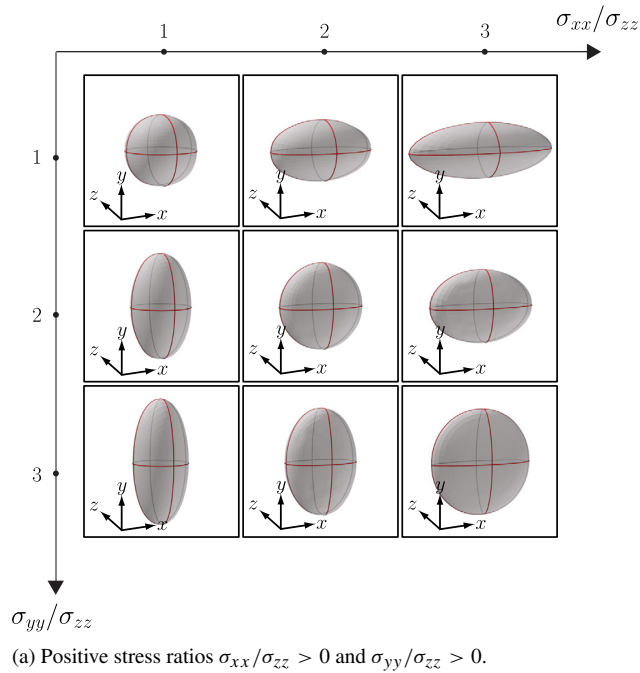 σxx/σzz
1 2 3
1
y
z
x
y
z
x
y
z
x
2
y
z
x
y
z
x
y
z
x
3
y
z
x
y
z
x
y
z
x
σyy/σzz
(a) Positive stress ratios σxx/σzz > 0 and σyy/σzz > 0.